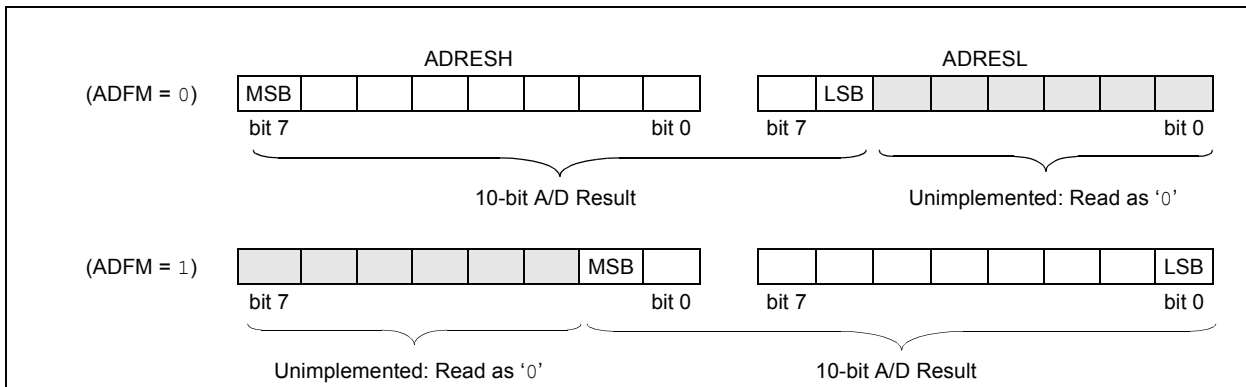 ADRESH ADRESL
(ADFM = 0) MSB LSB
bit 7 bit 0 bit 7 bit 0
10-bit A/D Result Unimplemented: Read as ‘0’
(ADFM = 1) MSB LSB
bit 7 bit 0 bit 7 bit 0
Unimplemented: Read as ‘0’ 10-bit A/D Result